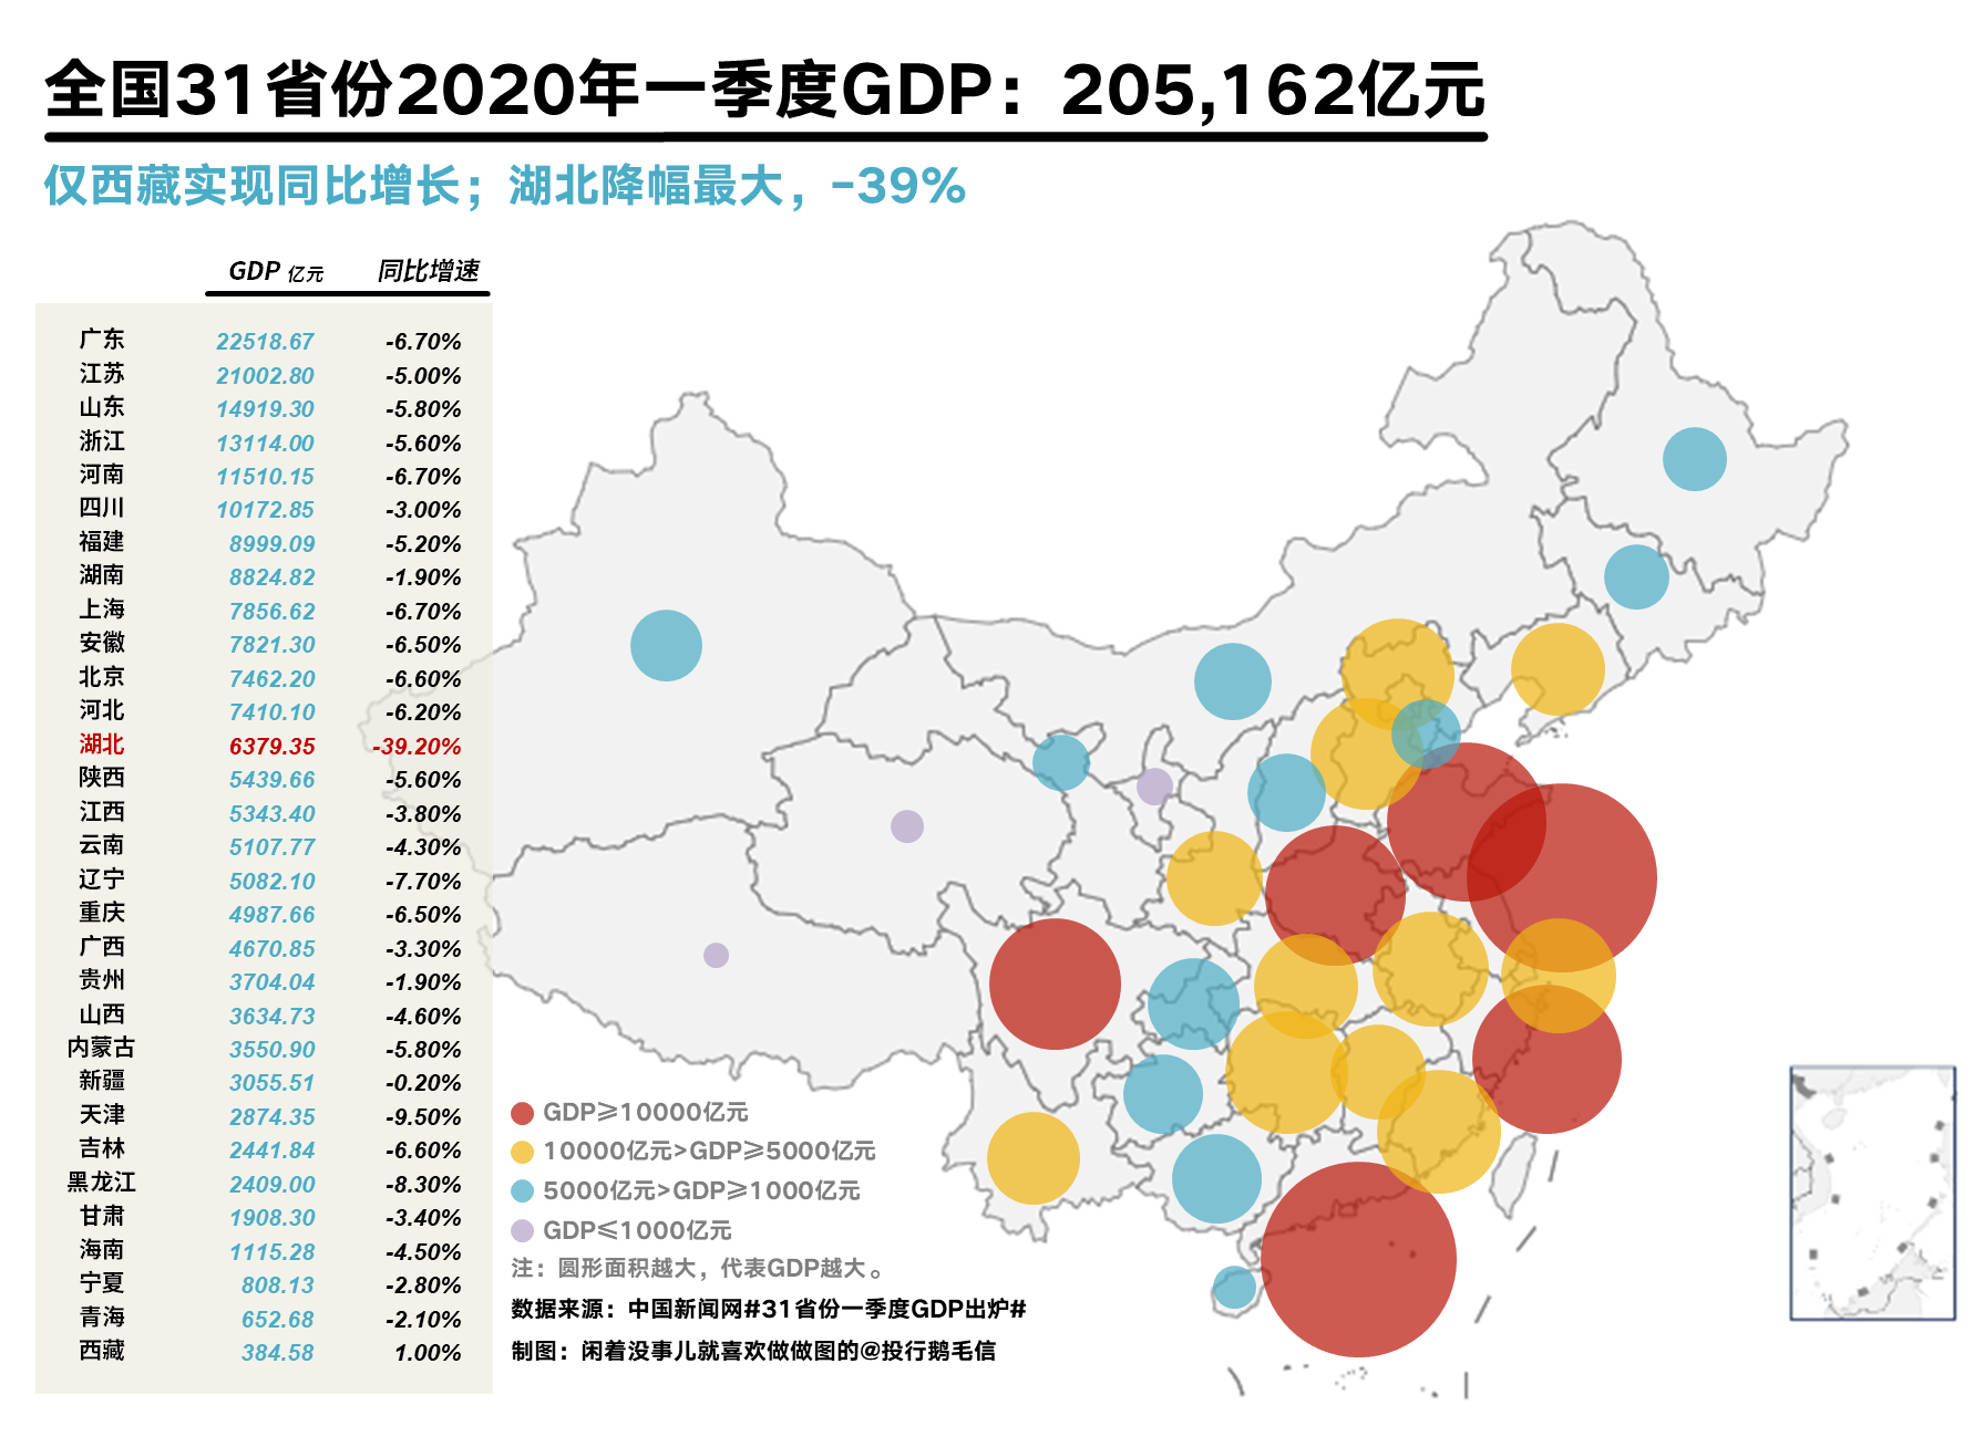 全国31省份2020年一季度GDP：205,162亿元
仅西藏实现同比增长；湖北降幅最大，-39%
GDP 亿元 同比增速
广东 22518.67 -6.70%
江苏 21002.80 -5.00%
山东 14919.30 -5.80%
浙江 13114.00 -5.60%
河南 11510.15 -6.70%
四川 10172.85 -3.00%
福建 8999.09 -5.20%
湖南 8824.82 -1.90%
上海 7856.62 -6.70%
安徽 7821.30 -6.50%
北京 7462.20 -6.60%
河北 7410.10 -6.20%
湖北 6379.35 -39.20%
陕西 5439.66 -5.60%
江西 5343.40 -3.80%
云南 5107.77 -4.30%
辽宁 5082.10 -7.70%
重庆 4987.66 -6.50%
广西 4670.85 -3.30%
贵州 3704.04 -1.90%
山西 3634.73 -4.60%
内蒙古 3550.90 -5.80%
新疆 3055.51 -0.20%
天津 2874.35 -9.50%
吉林 2441.84 -6.60%
黑龙江 2409.00 -8.30%
甘肃 1908.30 -3.40%
海南 1115.28 -4.50%
宁夏 808.13 -2.80%
青海 652.68 -2.10%
西藏 384.58 1.00%
GDP≥10000亿元
10000亿元>GDP≥5000亿元
5000亿元>GDP≥1000亿元
GDP≤1000亿元
注：圆形面积越大，代表GDP越大。
数据来源：中国新闻网#31省份一季度GDP出炉#
制图：闲着没事儿就喜欢做做图的@投行鹅毛信